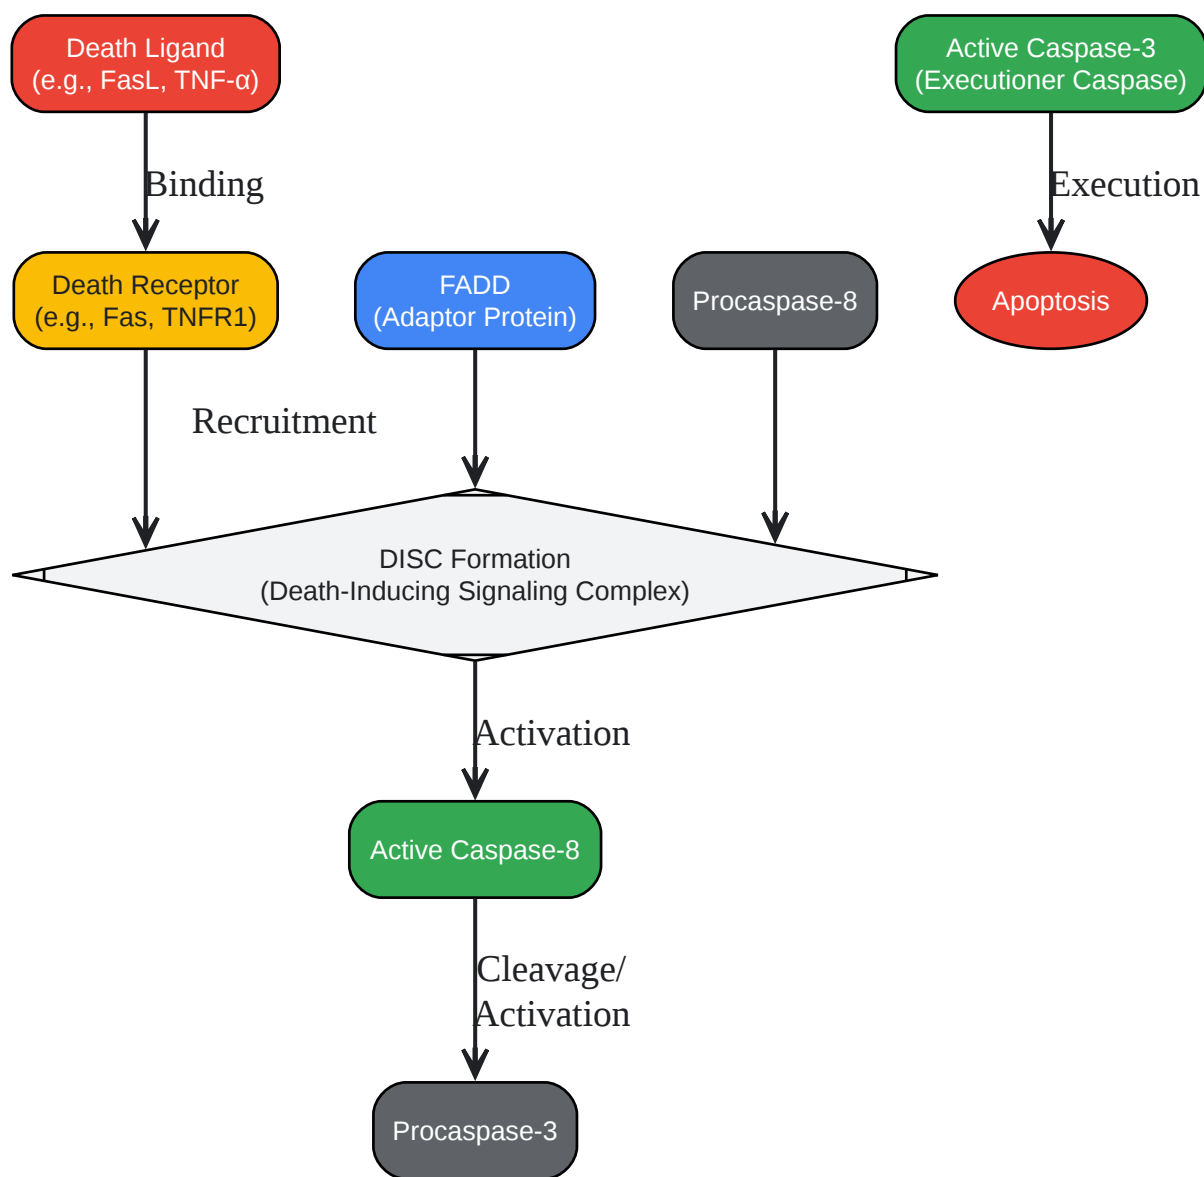 Death Ligand
(e.g., FasL, TNF-α)
Active Caspase-3
(Executioner Caspase)
Binding
Execution
Death Receptor
(e.g., Fas, TNFR1)
FADD
(Adaptor Protein)
Procaspase-8
Apoptosis
Recruitment
DISC Formation
(Death-Inducing Signaling Complex)
Activation
Active Caspase-8
Cleavage/
Activation
Procaspase-3